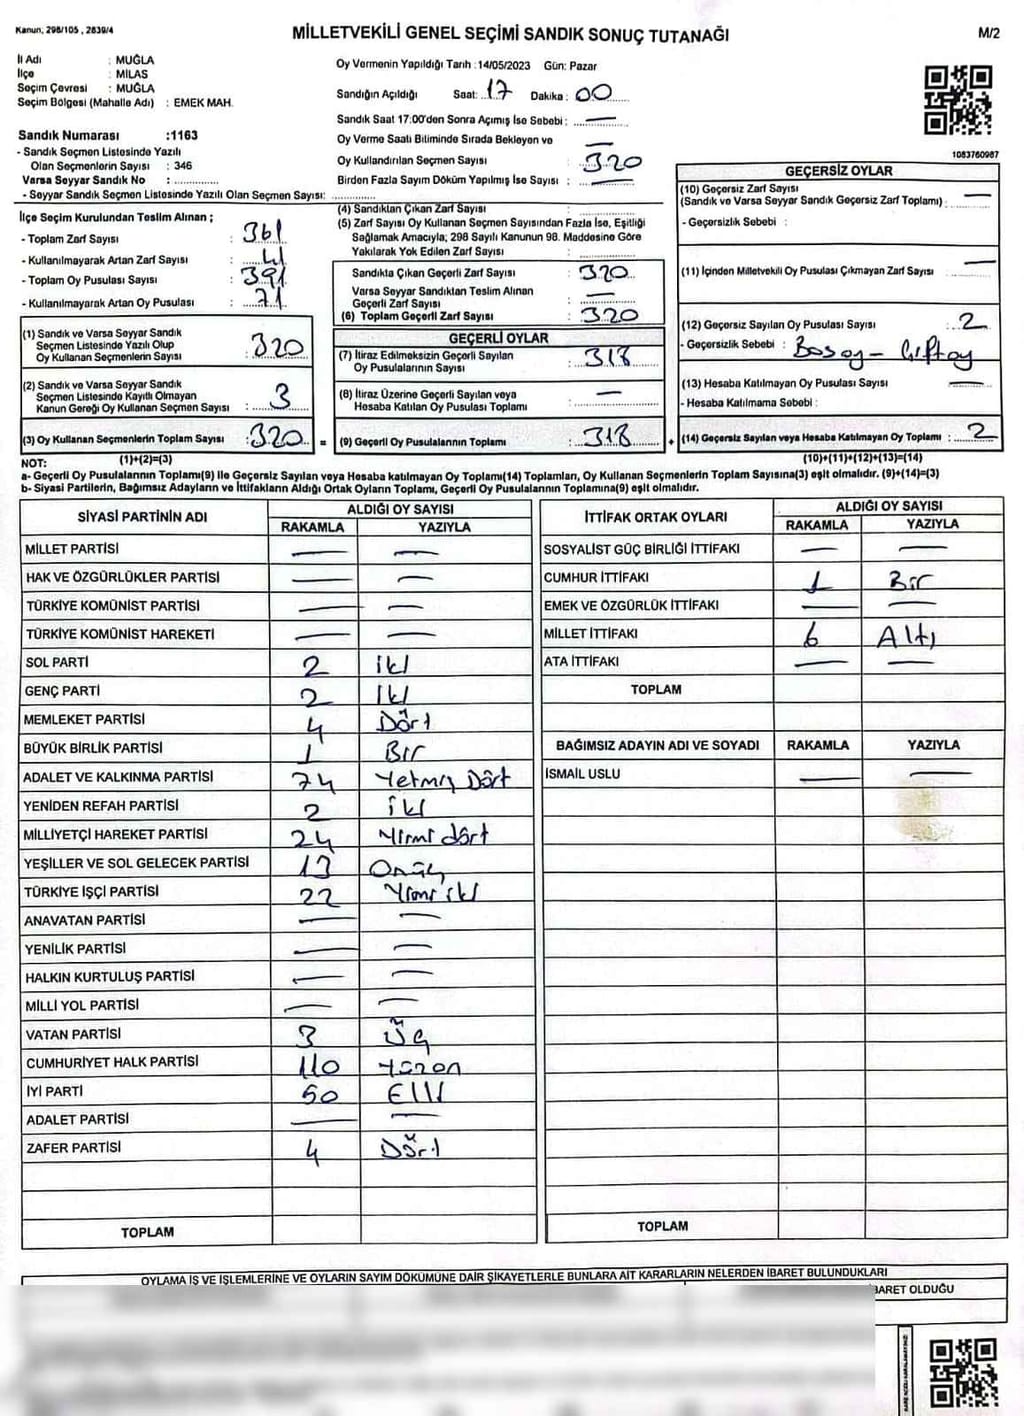 Kanun, 298/105 , 2839/4
MİLLETVEKİLİ GENEL SEÇİMİ SANDIK SONUÇ TUTANAĞI
M/2
İl Adı : MUĞLA
İlçe : MİLAS
Seçim Çevresi : MUĞLA
Seçim Bölgesi (Mahalle Adı) : EMEK MAH.
Sandık Numarası :1163
- Sandık Seçmen Listesinde Yazılı
Olan Seçmenlerin Sayısı : 346
Varsa Seyyar Sandık No :
- Seyyar Sandık Seçmen Listesinde Yazılı Olan Seçmen Sayısı:
Oy Vermenin Yapıldığı Tarih :14/05/2023 Gün: Pazar
Sandığın Açıldığı Saat: 17 Dakika : 00
Sandık Saat 17.00'den Sonra Açımış İse Sebebi : —
Oy Verme Saati Bitiminde Sırada Bekleyen ve —
Oy Kullandırılan Seçmen Sayısı : 320
Birden Fazla Sayım Döküm Yapılmış İse Sayısı : —
1083760987
İlçe Seçim Kurulundan Teslim Alınan ;
- Toplam Zarf Sayısı : 361
- Kullanılmayarak Artan Zarf Sayısı : 41
- Toplam Oy Pusulası Sayısı : 391
- Kullanılmayarak Artan Oy Pusulası : 71
(1) Sandık ve Varsa Seyyar Sandık
Seçmen Listesinde Yazılı Olup
Oy Kullanan Seçmenlerin Sayısı : 320
(2) Sandık ve Varsa Seyyar Sandık
Seçmen Listesinde Kayıtlı Olmayan
Kanun Gereği Oy Kullanan Seçmen Sayısı : 3
(3) Oy Kullanan Seçmenlerin Toplam Sayısı : 320 =
(1)+(2)=(3)
(4) Sandıktan Çıkan Zarf Sayısı :
(5) Zarf Sayısı Oy Kullanan Seçmen Sayısından Fazla İse, Eşitliği
Sağlamak Amacıyla; 298 Sayılı Kanunun 98. Maddesine Göre
Yakılarak Yok Edilen Zarf Sayısı :
Sandıkta Çıkan Geçerli Zarf Sayısı : 320
Varsa Seyyar Sandıktan Teslim Alınan
Geçerli Zarf Sayısı : —
(6) Toplam Geçerli Zarf Sayısı : 320
GEÇERLİ OYLAR
(7) İtiraz Edilmeksizin Geçerli Sayılan
Oy Pusulalarının Sayısı : 318
(8) İtiraz Üzerine Geçerli Sayılan veya
Hesaba Katılan Oy Pusulası Toplamı : —
(9) Geçerli Oy Pusulalarının Toplamı : 318 +
GEÇERSİZ OYLAR
(10) Geçersiz Zarf Sayısı
(Sandık ve Varsa Seyyar Sandık Geçersiz Zarf Toplamı) : —
- Geçersizlik Sebebi :
(11) İçinden Milletvekili Oy Pusulası Çıkmayan Zarf Sayısı : —
(12) Geçersiz Sayılan Oy Pusulası Sayısı : 2
- Geçersizlik Sebebi : Boşoy – Çiftoy
(13) Hesaba Katılmayan Oy Pusulası Sayısı : —
- Hesaba Katılmama Sebebi :
(14) Geçersiz Sayılan veya Hesaba Katılmayan Oy Toplamı : 2
(10)+(11)+(12)+(13)=(14)
NOT:
a- Geçerli Oy Pusulalarının Toplamı(9) ile Geçersiz Sayılan veya Hesaba katılmayan Oy Toplamı(14) Toplamları, Oy Kullanan Seçmenlerin Toplam Sayısına(3) eşit olmalıdır. (9)+(14)=(3)
b- Siyasi Partilerin, Bağımsız Adayların ve İttifakların Aldığı Ortak Oyların Toplamı, Geçerli Oy Pusulalarının Toplamına(9) eşit olmalıdır.
SİYASİ PARTİNİN ADI ALDIĞI OY SAYISI
RAKAMLA YAZIYLA
MİLLET PARTİSİ — —
HAK VE ÖZGÜRLÜKLER PARTİSİ — —
TÜRKİYE KOMÜNİST PARTİSİ — —
TÜRKİYE KOMÜNİST HAREKETİ — —
SOL PARTİ 2 iki
GENÇ PARTİ 2 İki
MEMLEKET PARTİSİ 4 Dört
BÜYÜK BİRLİK PARTİSİ 1 Bir
ADALET VE KALKINMA PARTİSİ 74 Yetmiş Dört
YENİDEN REFAH PARTİSİ 2 iki
MİLLİYETÇİ HAREKET PARTİSİ 24 Yirmi dört
YEŞİLLER VE SOL GELECEK PARTİSİ 13 Onüç
TÜRKİYE İŞÇİ PARTİSİ 22 Yirmi iki
ANAVATAN PARTİSİ — —
YENİLİK PARTİSİ — —
HALKIN KURTULUŞ PARTİSİ — —
MİLLİ YOL PARTİSİ — —
VATAN PARTİSİ 3 Üç
CUMHURİYET HALK PARTİSİ 110 Yüzon
İYİ PARTİ 50 Elli
ADALET PARTİSİ — —
ZAFER PARTİSİ 4 Dört
TOPLAM
İTTİFAK ORTAK OYLARI ALDIĞI OY SAYISI
RAKAMLA YAZIYLA
SOSYALİST GÜÇ BİRLİĞİ İTTİFAKI — —
CUMHUR İTTİFAKI 1 Bir
EMEK VE ÖZGÜRLÜK İTTİFAKI — —
MİLLET İTTİFAKI 6 Altı
ATA İTTİFAKI — —
TOPLAM
BAĞIMSIZ ADAYIN ADI VE SOYADI RAKAMLA YAZIYLA
İSMAİL USLU — —
TOPLAM
OYLAMA İŞ VE İŞLEMLERİNE VE OYLARIN SAYIM DÖKÜMÜNE DAİR ŞİKAYETLERLE BUNLARA AİT KARARLARIN NELERDEN İBARET BULUNDUKLARI
BARET OLDUĞU